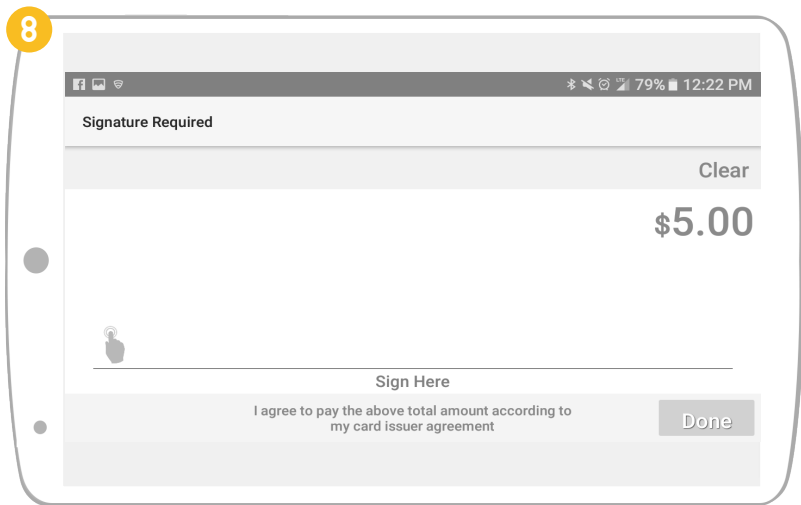 8
LTE 79% 12:22 PM
Signature Required
Clear
$5.00
Sign Here
I agree to pay the above total amount according to
my card issuer agreement
Done